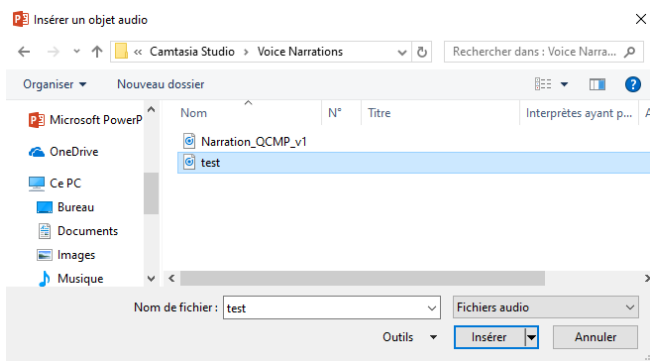 Insérer un objet audio
« Camtasia Studio > Voice Narrations
Rechercher dans : Voice Narra...
Organiser Nouveau dossier
Nom N° Titre Interprètes ayant p...
Microsoft PowerP
Narration_QCMP_v1
test
OneDrive
Ce PC
Bureau
Documents
Images
Musique
Nom de fichier : test Fichiers audio
Outils Insérer Annuler